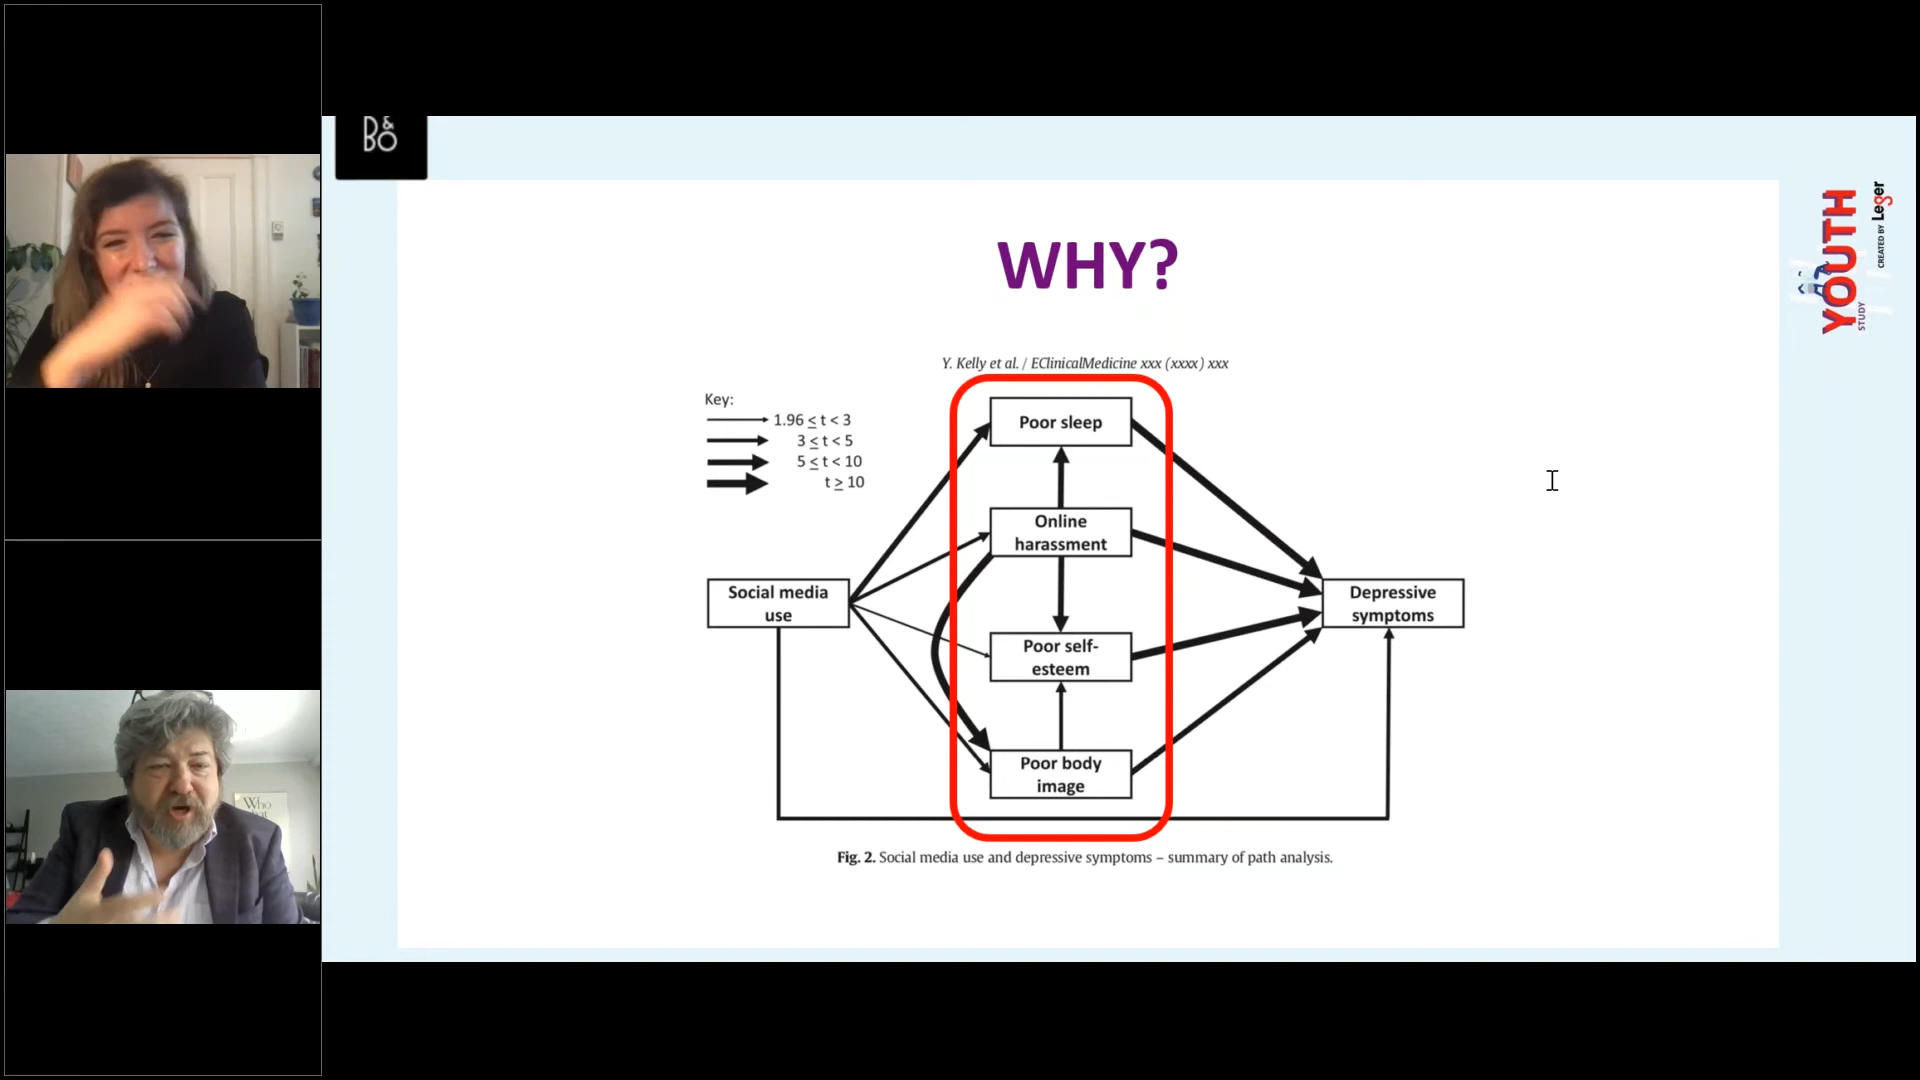 B&O
WHY?
YOUTH
STUDY
CREATED BY Leger
Y. Kelly et al. / EClinicalMedicine xxx (xxxx) xxx
Key:
1.96 ≤ t < 3
3 ≤ t < 5
5 ≤ t < 10
t ≥ 10
Poor sleep
Online
harassment
Social media
use
Depressive
symptoms
Poor self-
esteem
Poor body
image
Who
Fig. 2. Social media use and depressive symptoms – summary of path analysis.